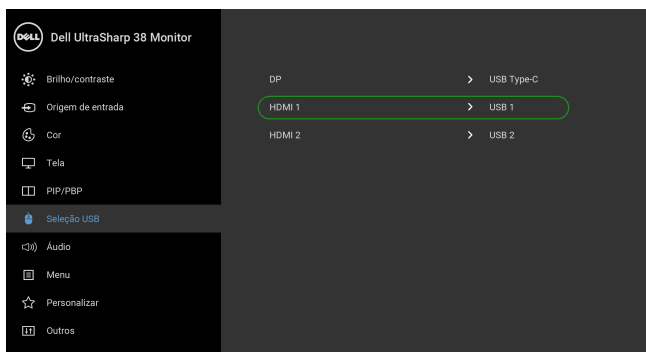 DELL Dell UltraSharp 38 Monitor
Brilho/contraste
Origem de entrada
Cor
Tela
PIP/PBP
Seleção USB
Áudio
Menu
Personalizar
Outros
DP > USB Type-C
HDMI 1 > USB 1
HDMI 2 > USB 2